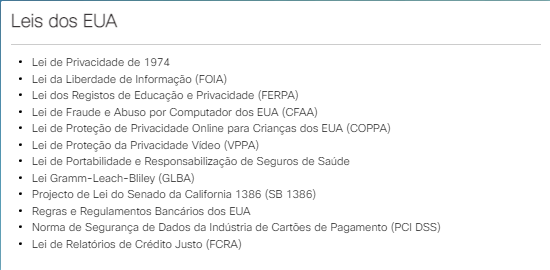 Leis dos EUA
• Lei de Privacidade de 1974
• Lei da Liberdade de Informação (FOIA)
• Lei dos Registos de Educação e Privacidade (FERPA)
• Lei de Fraude e Abuso por Computador dos EUA (CFAA)
• Lei de Proteção de Privacidade Online para Crianças dos EUA (COPPA)
• Lei de Proteção da Privacidade Vídeo (VPPA)
• Lei de Portabilidade e Responsabilização de Seguros de Saúde
• Lei Gramm-Leach-Bliley (GLBA)
• Projecto de Lei do Senado da California 1386 (SB 1386)
• Regras e Regulamentos Bancários dos EUA
• Norma de Segurança de Dados da Indústria de Cartões de Pagamento (PCI DSS)
• Lei de Relatórios de Crédito Justo (FCRA)